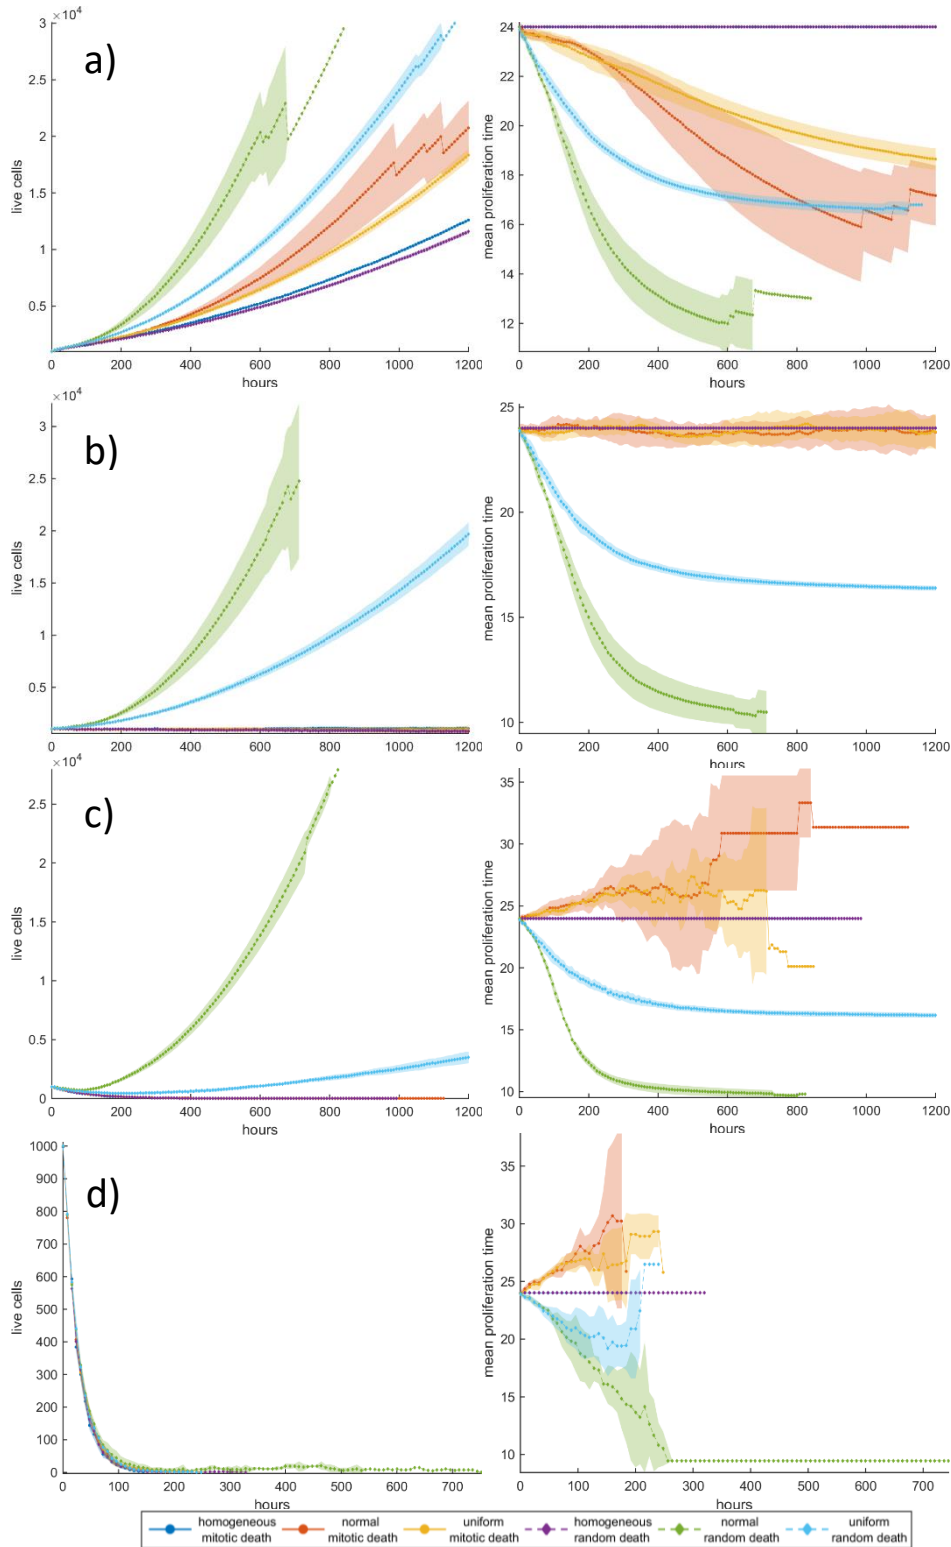 a)
×10^4
3
2.5
2
1.5
1
0.5
live cells
0 200 400 600 800 1000 1200
hours
24
22
20
18
16
14
12
mean proliferation time
0 200 400 600 800 1000 1200
hours
b)
×10^4
3
2.5
2
1.5
1
0.5
live cells
0 200 400 600 800 1000 1200
hours
25
20
15
10
mean proliferation time
0 200 400 600 800 1000 1200
hours
c)
×10^4
2.5
2
1.5
1
0.5
0
live cells
0 200 400 600 800 1000 1200
hours
35
30
25
20
15
10
mean proliferation time
0 200 400 600 800 1000 1200
hours
d)
1000
900
800
700
600
500
400
300
200
100
0
live cells
0 100 200 300 400 500 600 700
hours
35
30
25
20
15
10
mean proliferation time
0 100 200 300 400 500 600 700
hours
homogeneous normal uniform homogeneous normal uniform
mitotic death mitotic death mitotic death random death random death random death